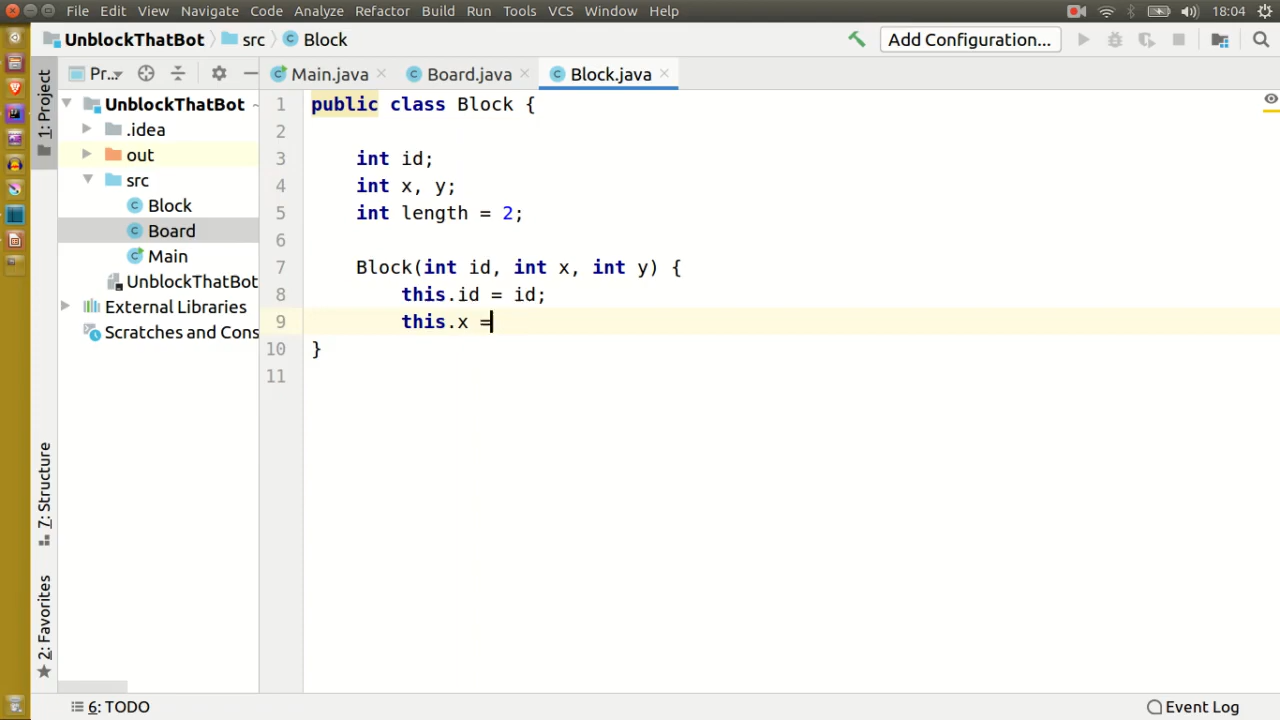 File Edit View Navigate Code Analyze Refactor Build Run Tools VCS Window Help 18:04
UnblockThatBot src Block Add Configuration...
1: Project
Pr...
Main.java Board.java Block.java
UnblockThatBot ~
.idea
out
src
Block
Board
Main
UnblockThatBot
External Libraries
Scratches and Cons
7: Structure
2: Favorites
1 public class Block {
2
3 int id;
4 int x, y;
5 int length = 2;
6
7 Block(int id, int x, int y) {
8 this.id = id;
9 this.x =
10 }
11
6: TODO Event Log